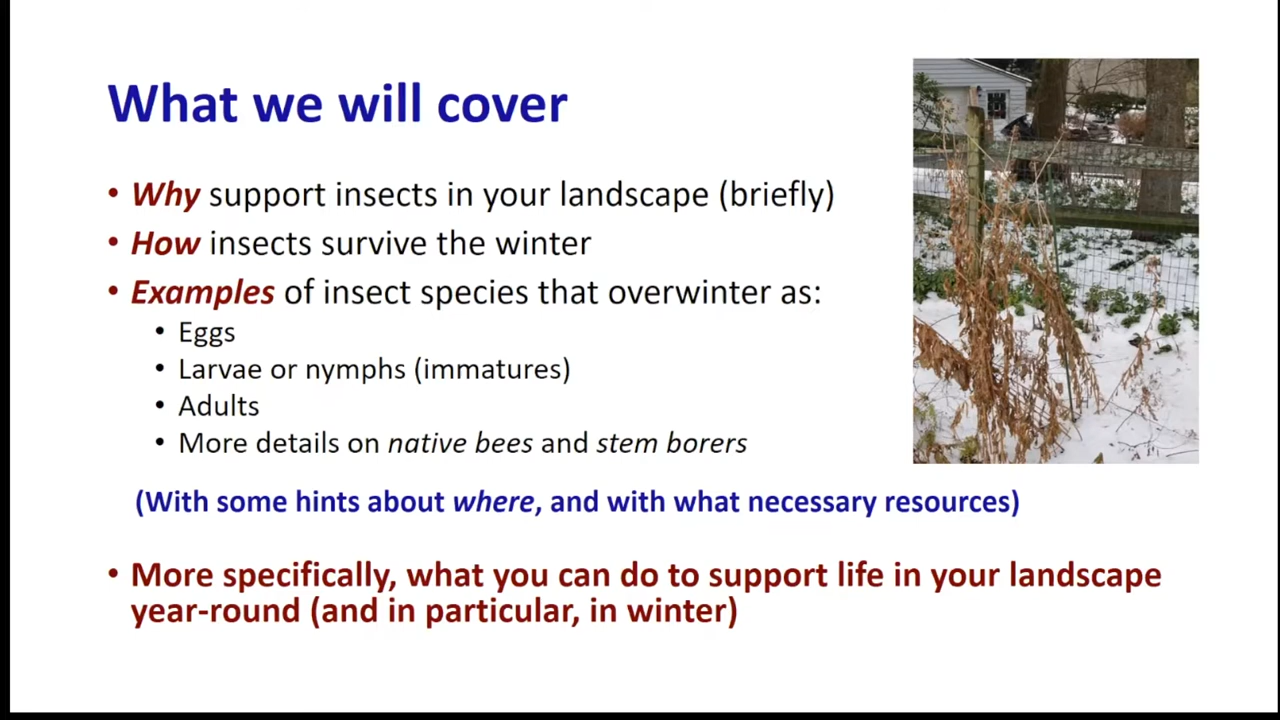 What we will cover
• Why support insects in your landscape (briefly)
• How insects survive the winter
• Examples of insect species that overwinter as:
• Eggs
• Larvae or nymphs (immatures)
• Adults
• More details on native bees and stem borers
(With some hints about where, and with what necessary resources)
• More specifically, what you can do to support life in your landscape
year-round (and in particular, in winter)